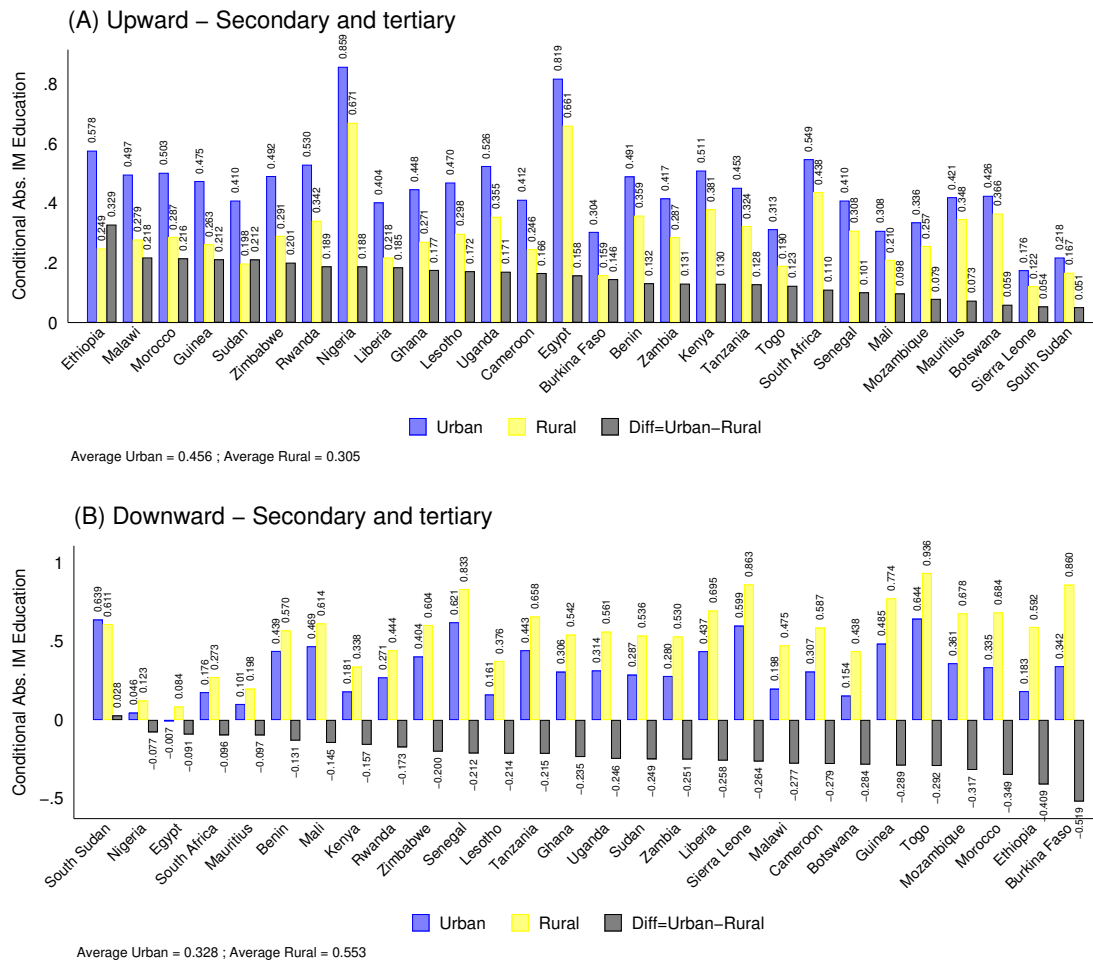 (A) Upward − Secondary and tertiary
Conditional Abs. IM Education
.8
.6
.4
.2
0
0.578 0.249 0.329
0.497 0.279 0.218
0.503 0.287 0.216
0.475 0.263 0.212
0.410 0.198 0.212
0.492 0.291 0.201
0.530 0.342 0.189
0.859 0.671 0.188
0.404 0.218 0.185
0.448 0.271 0.177
0.470 0.298 0.172
0.526 0.355 0.171
0.412 0.246 0.166
0.819 0.661 0.158
0.304 0.159 0.146
0.491 0.359 0.132
0.417 0.287 0.131
0.511 0.381 0.130
0.453 0.324 0.128
0.313 0.190 0.123
0.549 0.438 0.110
0.410 0.308 0.101
0.308 0.210 0.098
0.336 0.257 0.079
0.421 0.348 0.073
0.426 0.366 0.059
0.176 0.122 0.054
0.218 0.167 0.051
Ethiopia
Malawi
Morocco
Guinea
Sudan
Zimbabwe
Rwanda
Nigeria
Liberia
Ghana
Lesotho
Uganda
Cameroon
Egypt
Burkina Faso
Benin
Zambia
Kenya
Tanzania
Togo
South Africa
Senegal
Mali
Mozambique
Mauritius
Botswana
Sierra Leone
South Sudan
Urban Rural Diff=Urban−Rural
Average Urban = 0.456 ; Average Rural = 0.305
(B) Downward − Secondary and tertiary
Conditional Abs. IM Education
1
.5
0
−.5
0.639 0.611 0.028
0.046 0.123 −0.077
−0.007 0.084 −0.091
0.176 0.273 −0.096
0.101 0.198 −0.097
0.439 0.570 −0.131
0.469 0.614 −0.145
0.181 0.338 −0.157
0.271 0.444 −0.173
0.404 0.604 −0.200
0.621 0.833 −0.212
0.161 0.376 −0.214
0.443 0.658 −0.215
0.306 0.542 −0.235
0.314 0.561 −0.246
0.287 0.536 −0.249
0.280 0.530 −0.251
0.437 0.695 −0.258
0.599 0.863 −0.264
0.198 0.475 −0.277
0.307 0.587 −0.279
0.154 0.438 −0.284
0.485 0.774 −0.289
0.644 0.936 −0.292
0.361 0.678 −0.317
0.335 0.684 −0.349
0.183 0.592 −0.409
0.342 0.860 −0.519
South Sudan
Nigeria
Egypt
South Africa
Mauritius
Benin
Mali
Kenya
Rwanda
Zimbabwe
Senegal
Lesotho
Tanzania
Ghana
Uganda
Sudan
Zambia
Liberia
Sierra Leone
Malawi
Cameroon
Botswana
Guinea
Togo
Mozambique
Morocco
Ethiopia
Burkina Faso
Urban Rural Diff=Urban−Rural
Average Urban = 0.328 ; Average Rural = 0.553